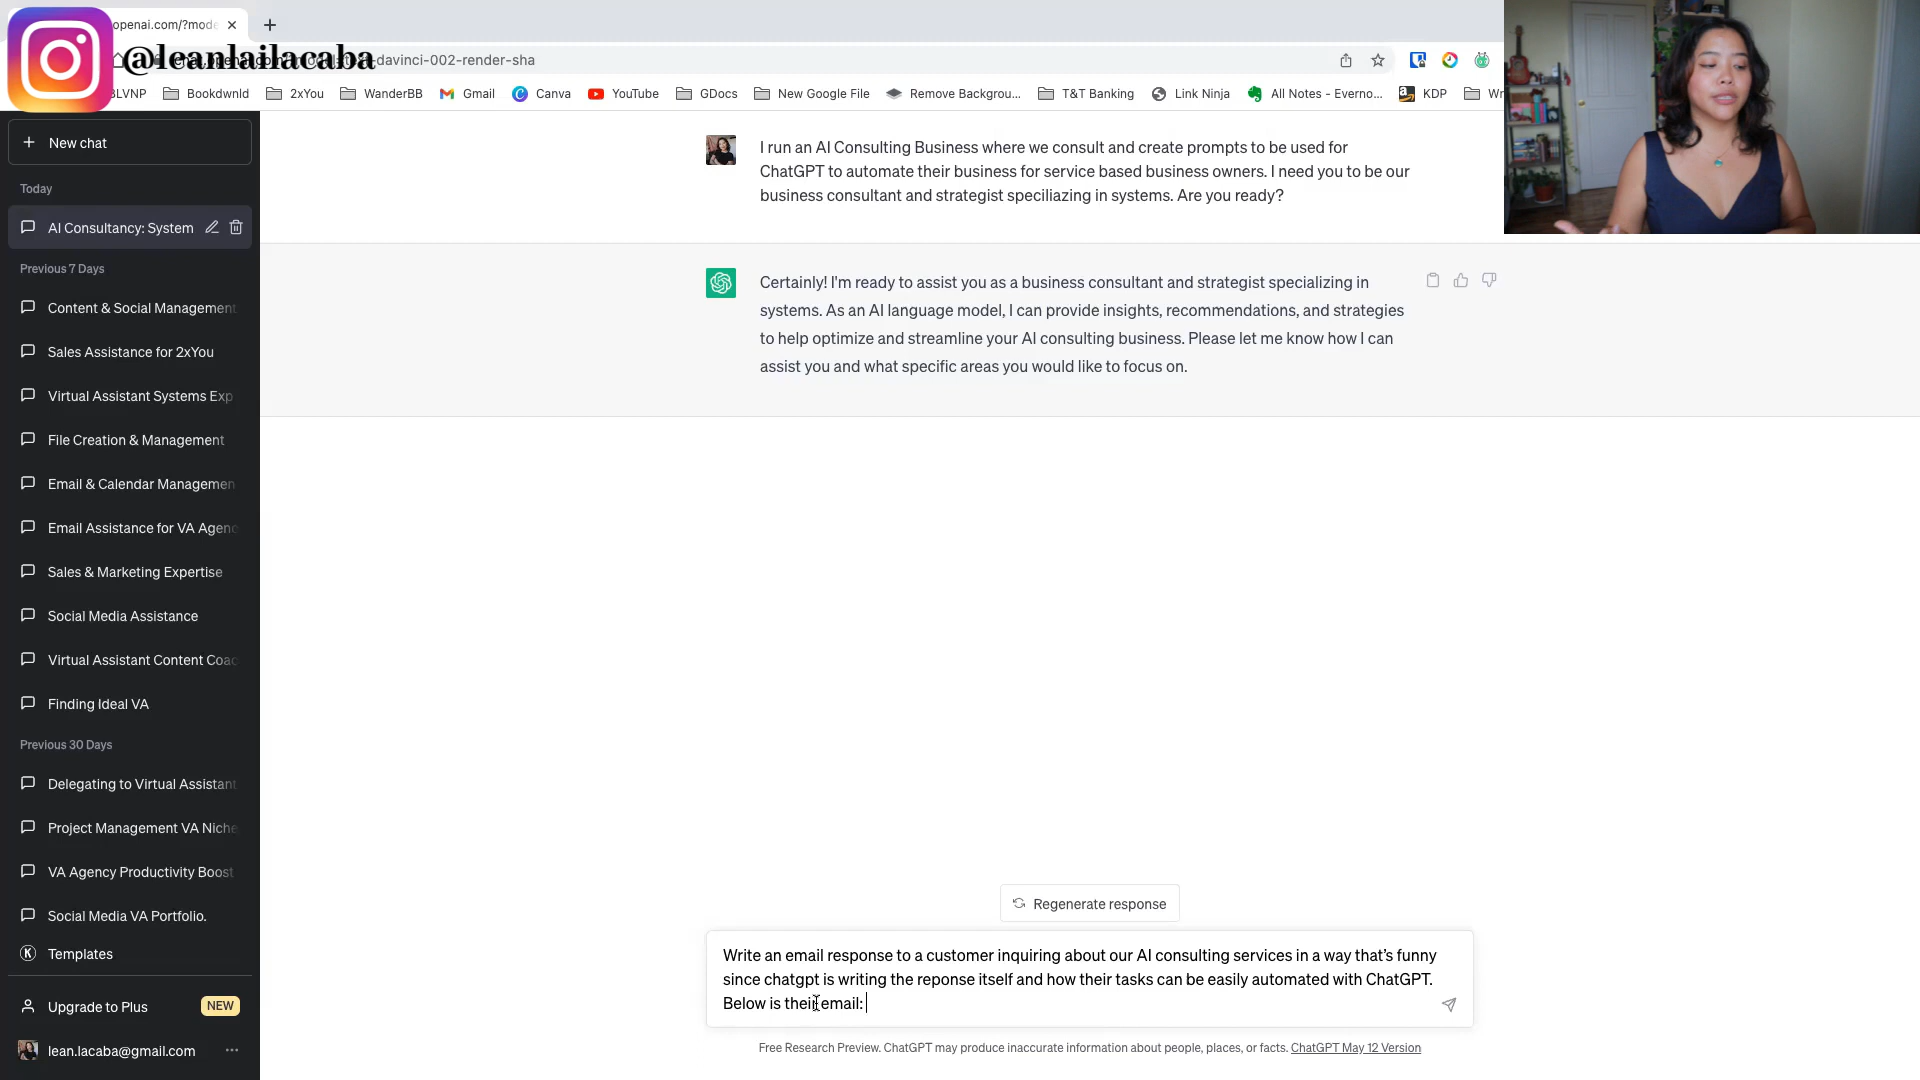 openai.com/?mode
@leanlailacaba
davinci-002-render-sha
BLVNP
Bookdwnld
2xYou
WanderBB
Gmail
Canva
YouTube
GDocs
New Google File
Remove Backgrou...
T&T Banking
Link Ninja
All Notes - Everno...
KDP
New chat
Today
AI Consultancy: System
Previous 7 Days
Content & Social Management
Sales Assistance for 2xYou
Virtual Assistant Systems Exp
File Creation & Management
Email & Calendar Managemen
Email Assistance for VA Agenc
Sales & Marketing Expertise
Social Media Assistance
Virtual Assistant Content Coac
Finding Ideal VA
Previous 30 Days
Delegating to Virtual Assistant
Project Management VA Niche
VA Agency Productivity Boost
Social Media VA Portfolio.
Templates
Upgrade to Plus NEW
lean.lacaba@gmail.com
I run an AI Consulting Business where we consult and create prompts to be used for
ChatGPT to automate their business for service based business owners. I need you to be our
business consultant and strategist speciliazing in systems. Are you ready?
Certainly! I'm ready to assist you as a business consultant and strategist specializing in
systems. As an AI language model, I can provide insights, recommendations, and strategies
to help optimize and streamline your AI consulting business. Please let me know how I can
assist you and what specific areas you would like to focus on.
Regenerate response
Write an email response to a customer inquiring about our AI consulting services in a way that's funny
since chatgpt is writing the reponse itself and how their tasks can be easily automated with ChatGPT.
Below is their email:
Free Research Preview. ChatGPT may produce inaccurate information about people, places, or facts. ChatGPT May 12 Version